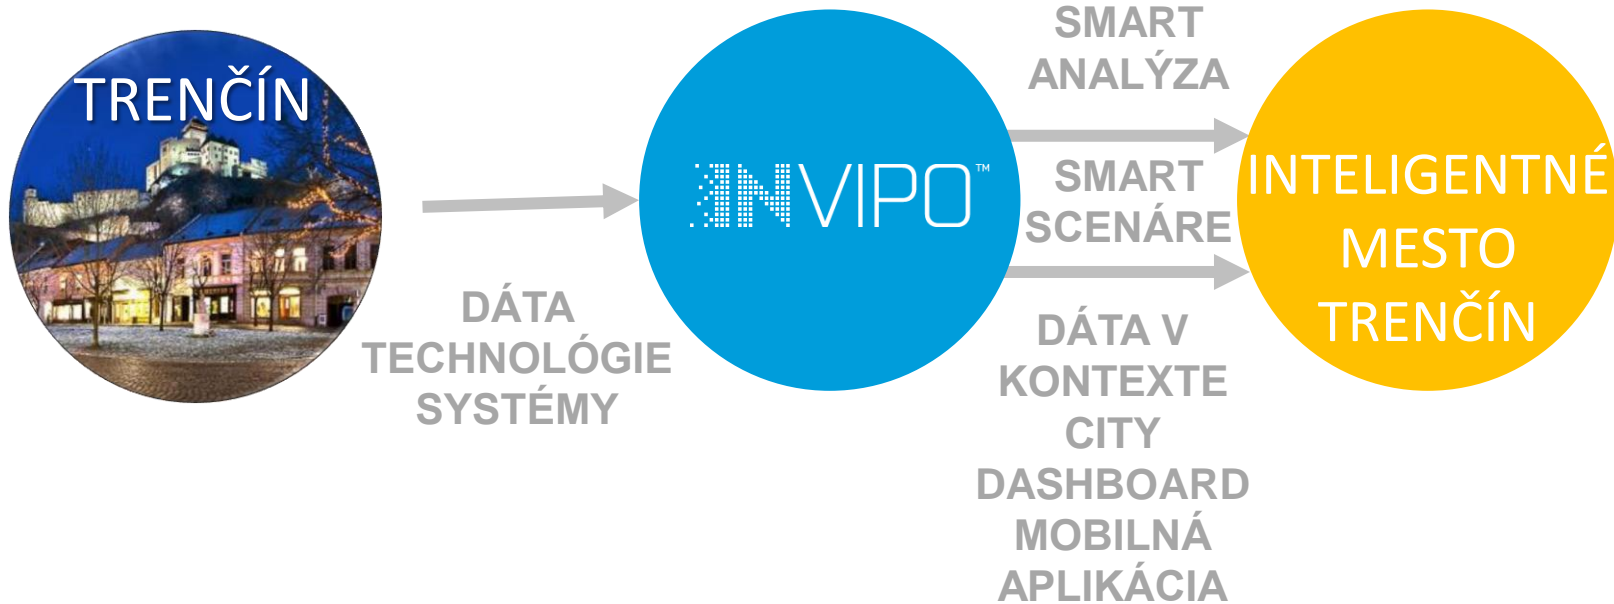 TRENČÍN
DÁTA
TECHNOLÓGIE
SYSTÉMY
INVIPO™
SMART
ANALÝZA
SMART
SCENÁRE
DÁTA V
KONTEXTE
CITY
DASHBOARD
MOBILNÁ
APLIKÁCIA
INTELIGENTNÉ
MESTO
TRENČÍN